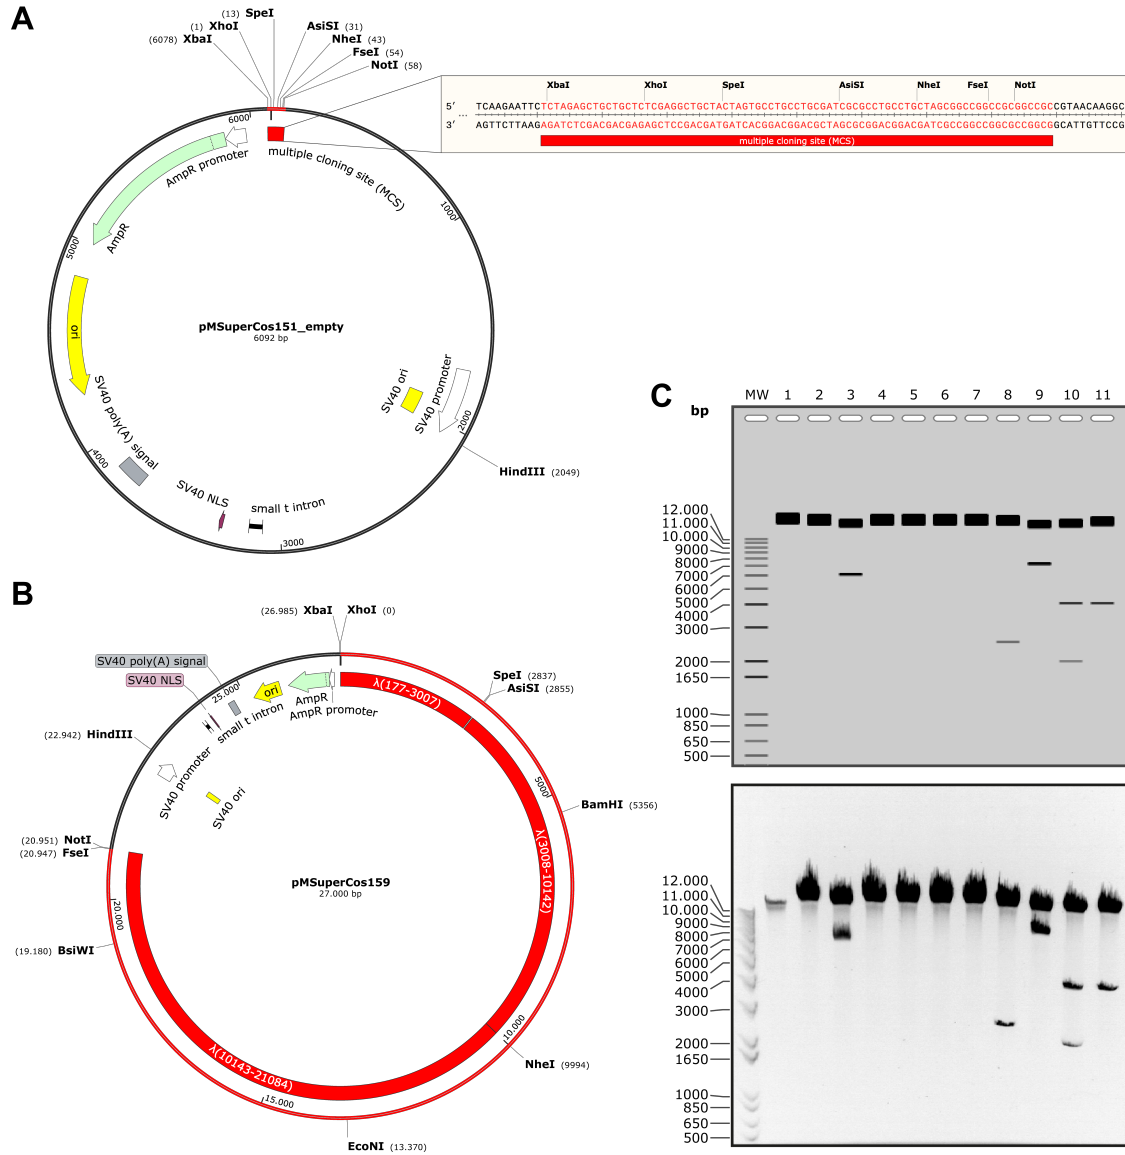 A
(13) SpeI
(1) XhoI
(6078) XbaI
AsiSI (31)
NheI (43)
FseI (54)
NotI (58)
6000
1000
2000
3000
4000
5000
AmpR promoter
AmpR
multiple cloning site (MCS)
ori
SV40 poly(A) signal
SV40 NLS
small t intron
SV40 ori
SV40 promoter
HindIII (2049)
pMSuperCos151_empty
6092 bp
XbaI XhoI SpeI AsiSI NheI FseI NotI
5′ TCAAGAATTCTCTAGAGCTGCTGCTCTCGAGGCTGCTACTAGTGCCTGCCTGCGATCGCGCCTGCCTGCTAGCGGCCGGCCGCGGCCGCCGTAACAAGGC
...
3′ AGTTCTTAAGAGATCTCGACGACGAGAGCTCCGACGATGATCACGGACGGACGCTAGCGCGGACGGACGATCGCCGGCCGGCGCCGGCGGCATTGTTCCG
multiple cloning site (MCS)
B
(26.985) XbaI
XhoI (0)
SpeI (2837)
AsiSI (2855)
BamHI (5356)
NheI (9994)
EcoNI (13.370)
(19.180) BsiWI
(20.947) FseI
(20.951) NotI
(22.942) HindIII
SV40 poly(A) signal
SV40 NLS
25.000
5000
10.000
15.000
20.000
ori
small t intron
AmpR
AmpR promoter
SV40 promoter
SV40 ori
λ(177-3007)
λ(3008-10142)
λ(10143-21084)
pMSuperCos159
27.000 bp
C
bp
MW 1 2 3 4 5 6 7 8 9 10 11
12.000
11.000
10.000
9000
8000
7000
6000
5000
4000
3000
2000
1650
1000
850
650
500
12.000
11.000
10.000
9000
8000
7000
6000
5000
4000
3000
2000
1650
1000
850
650
500